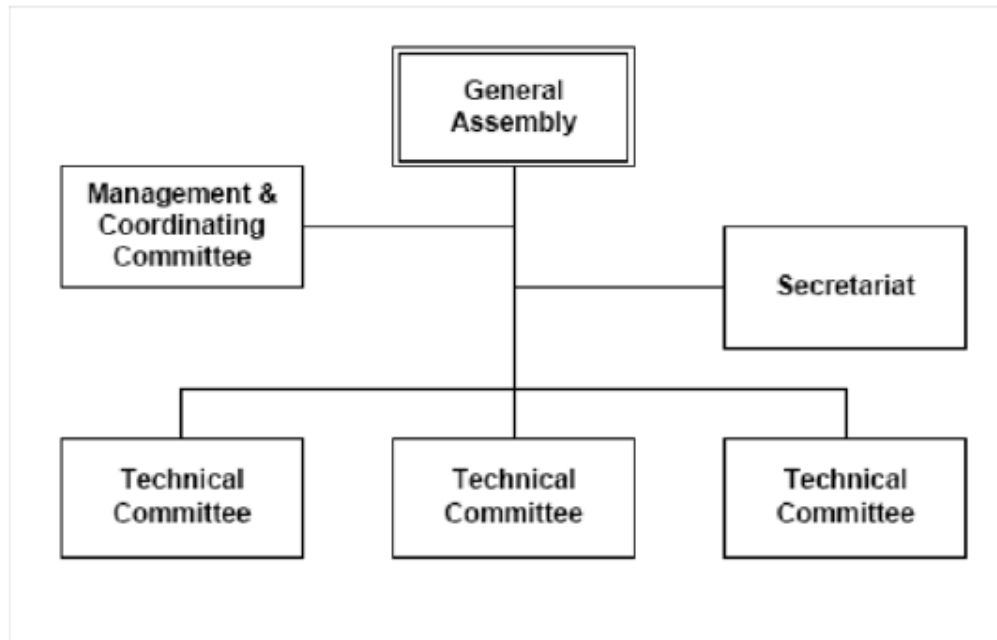 General
Assembly
Management &
Coordinating
Committee
Secretariat
Technical
Committee
Technical
Committee
Technical
Committee